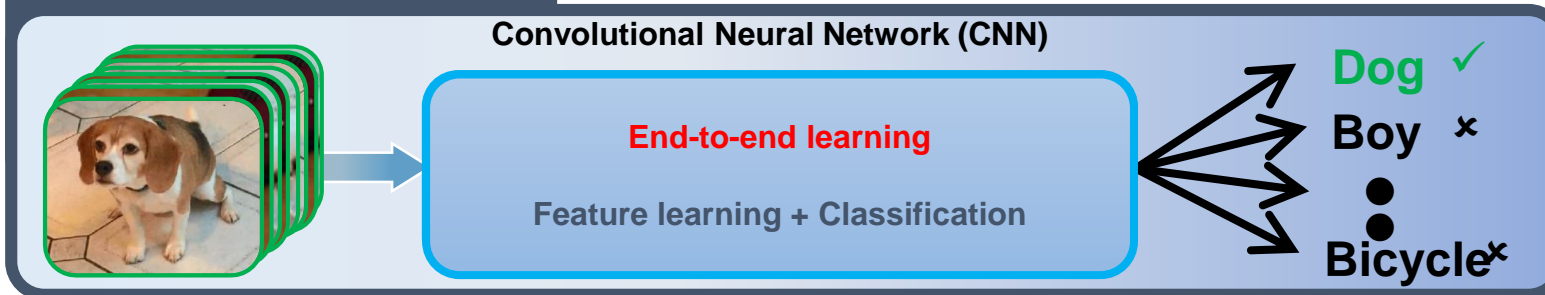 Convolutional Neural Network (CNN)
End-to-end learning
Feature learning + Classification
Dog ✓
Boy ×
Bicycle ×